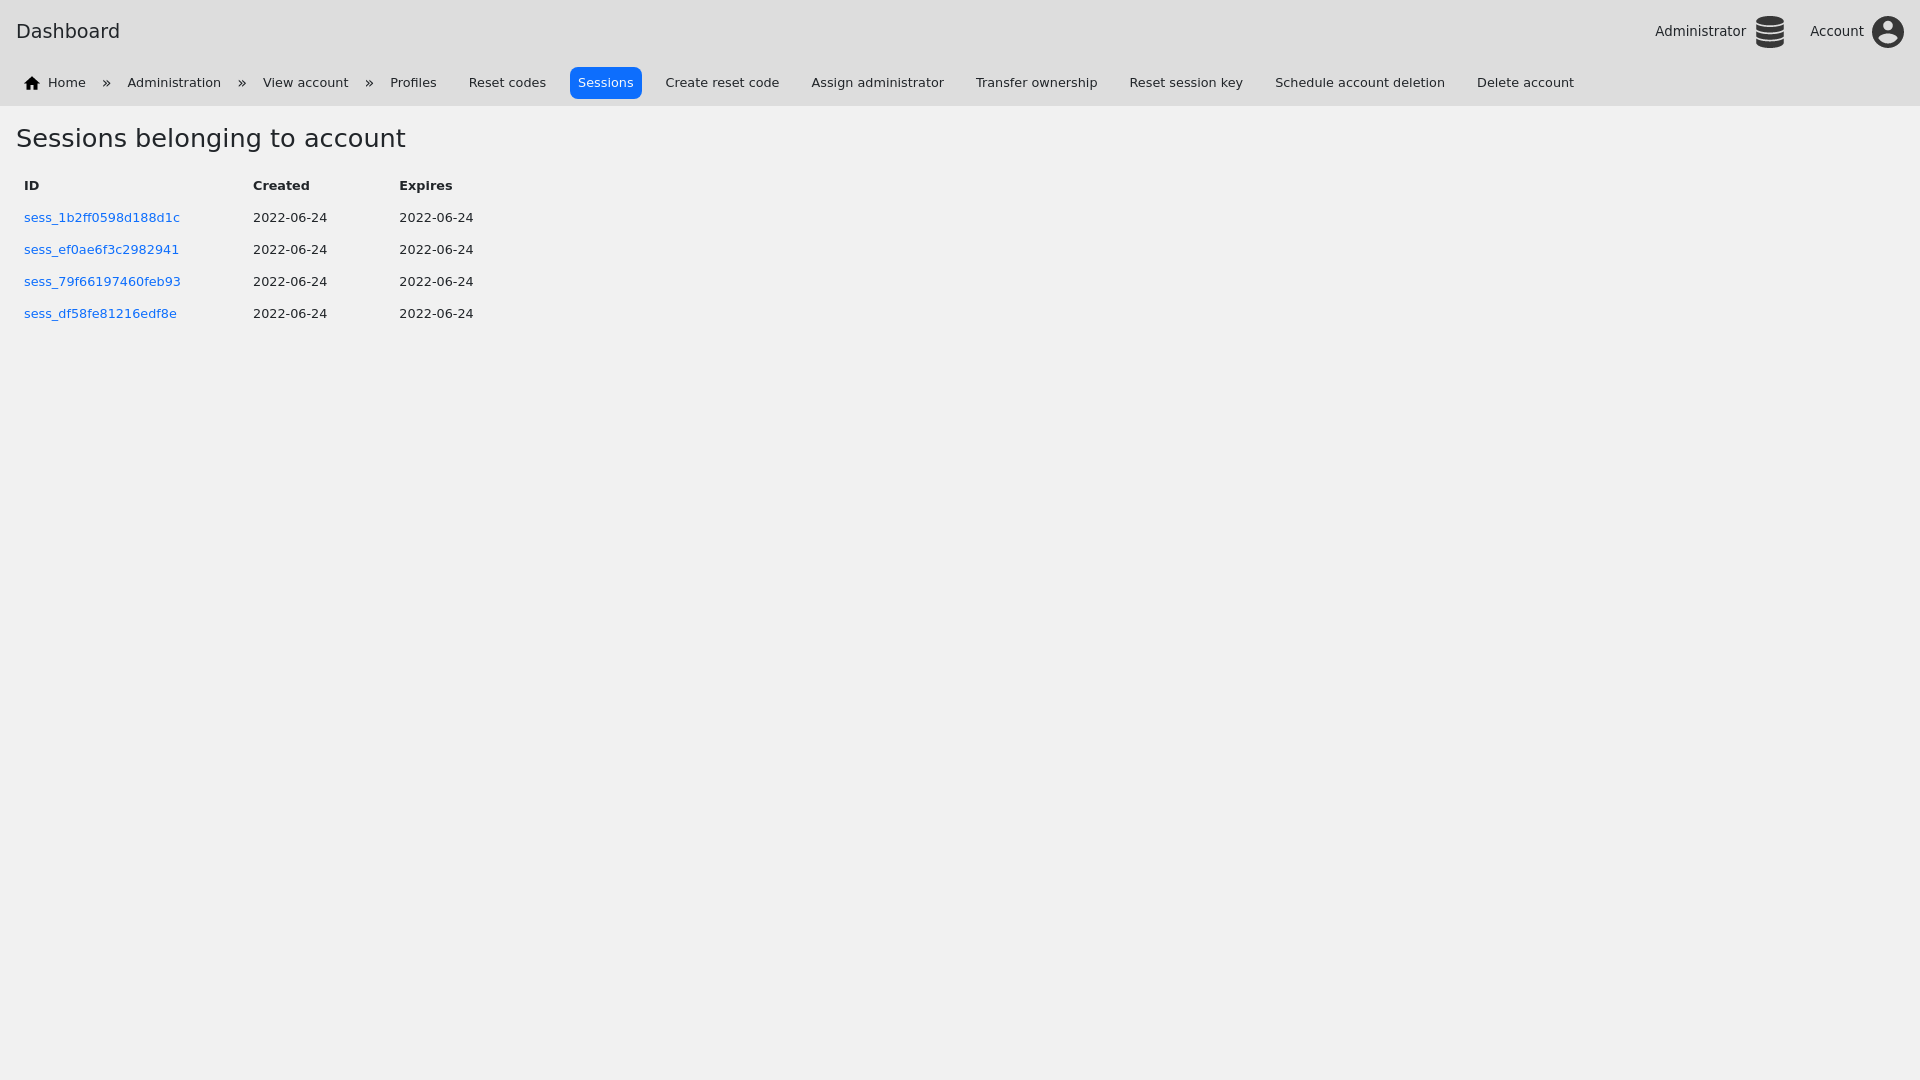 Dashboard
Administrator
Account
Home » Administration » View account » Profiles Reset codes Sessions Create reset code Assign administrator Transfer ownership Reset session key Schedule account deletion Delete account
Sessions belonging to account
ID Created Expires
sess_1b2ff0598d188d1c 2022-06-24 2022-06-24
sess_ef0ae6f3c2982941 2022-06-24 2022-06-24
sess_79f66197460feb93 2022-06-24 2022-06-24
sess_df58fe81216edf8e 2022-06-24 2022-06-24